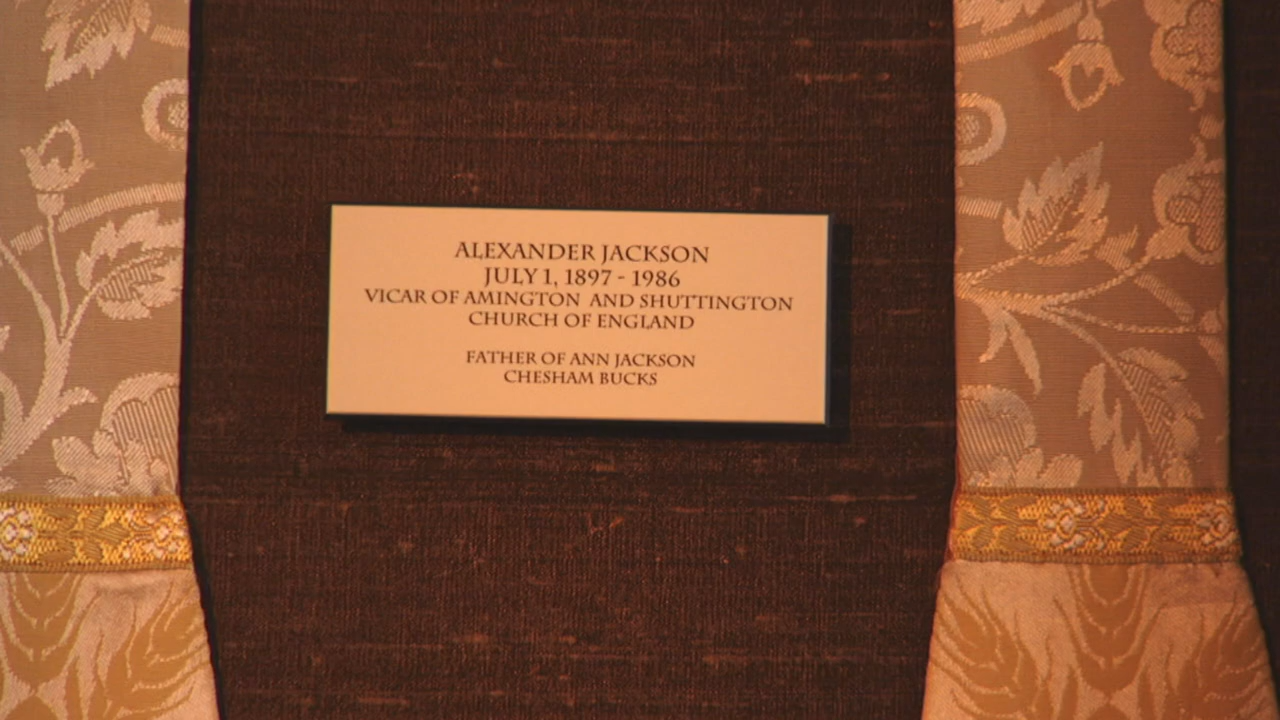 ALEXANDER JACKSON
JULY 1, 1897 - 1986
VICAR OF AMINGTON AND SHUTTINGTON
CHURCH OF ENGLAND
FATHER OF ANN JACKSON
CHESHAM BUCKS